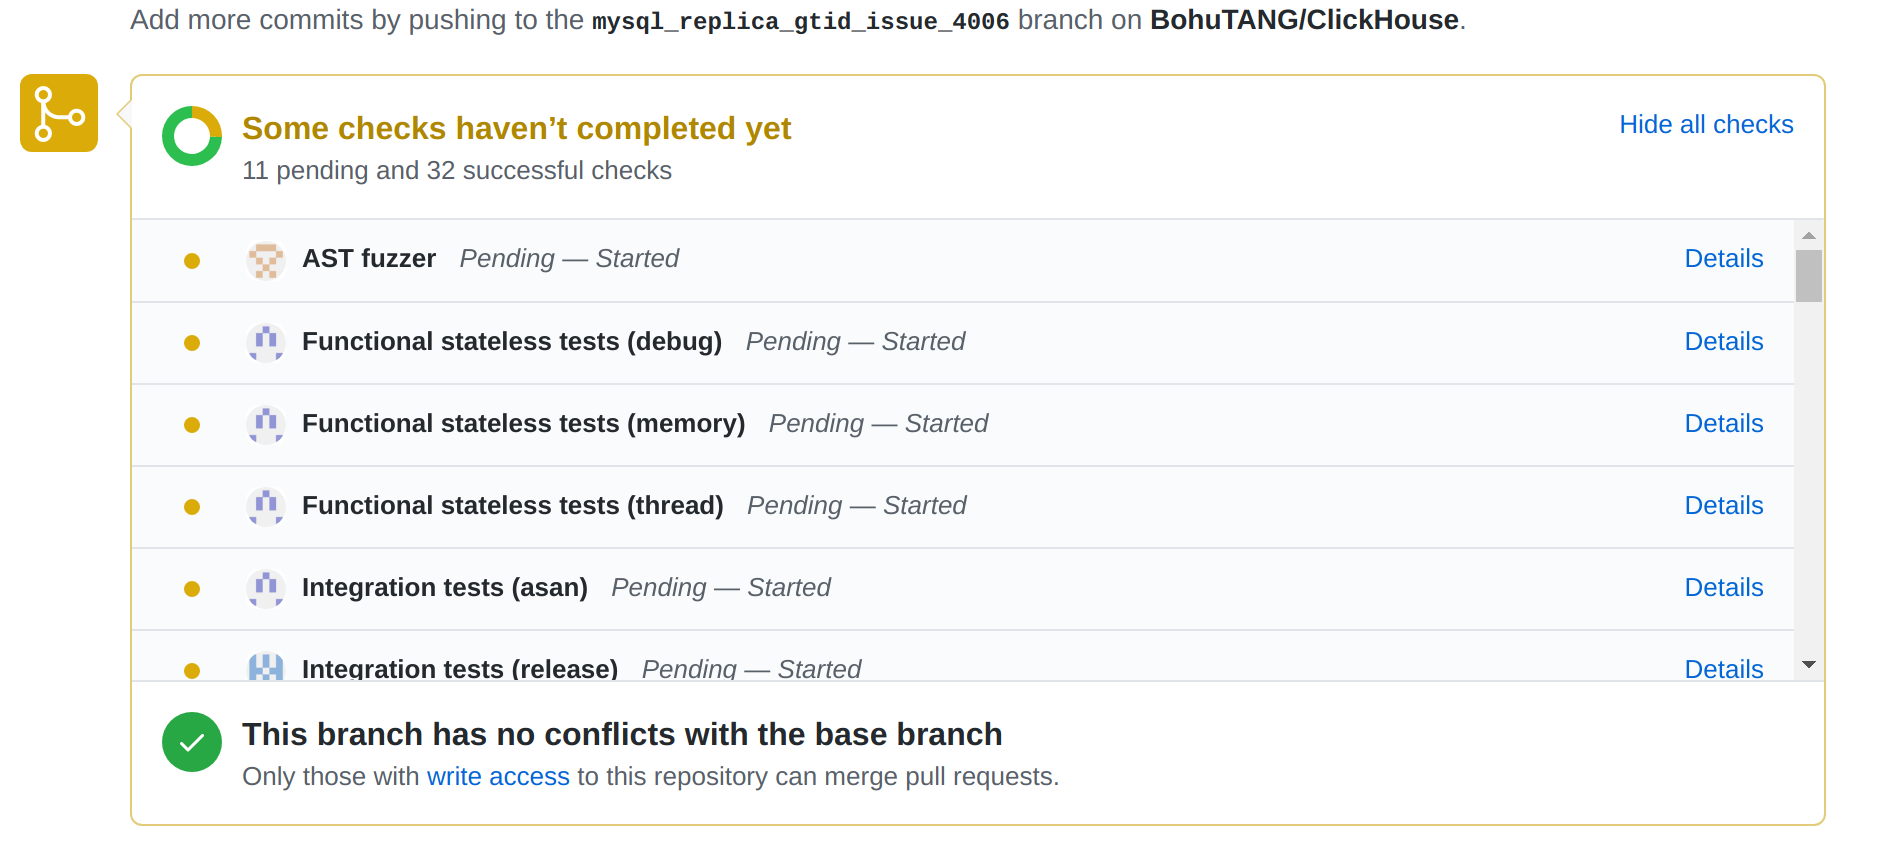 Add more commits by pushing to the mysql_replica_gtid_issue_4006 branch on BohuTANG/ClickHouse.
Some checks haven’t completed yet
Hide all checks
11 pending and 32 successful checks
AST fuzzer Pending — Started Details
Functional stateless tests (debug) Pending — Started Details
Functional stateless tests (memory) Pending — Started Details
Functional stateless tests (thread) Pending — Started Details
Integration tests (asan) Pending — Started Details
Integration tests (release) Pending — Started Details
This branch has no conflicts with the base branch
Only those with write access to this repository can merge pull requests.